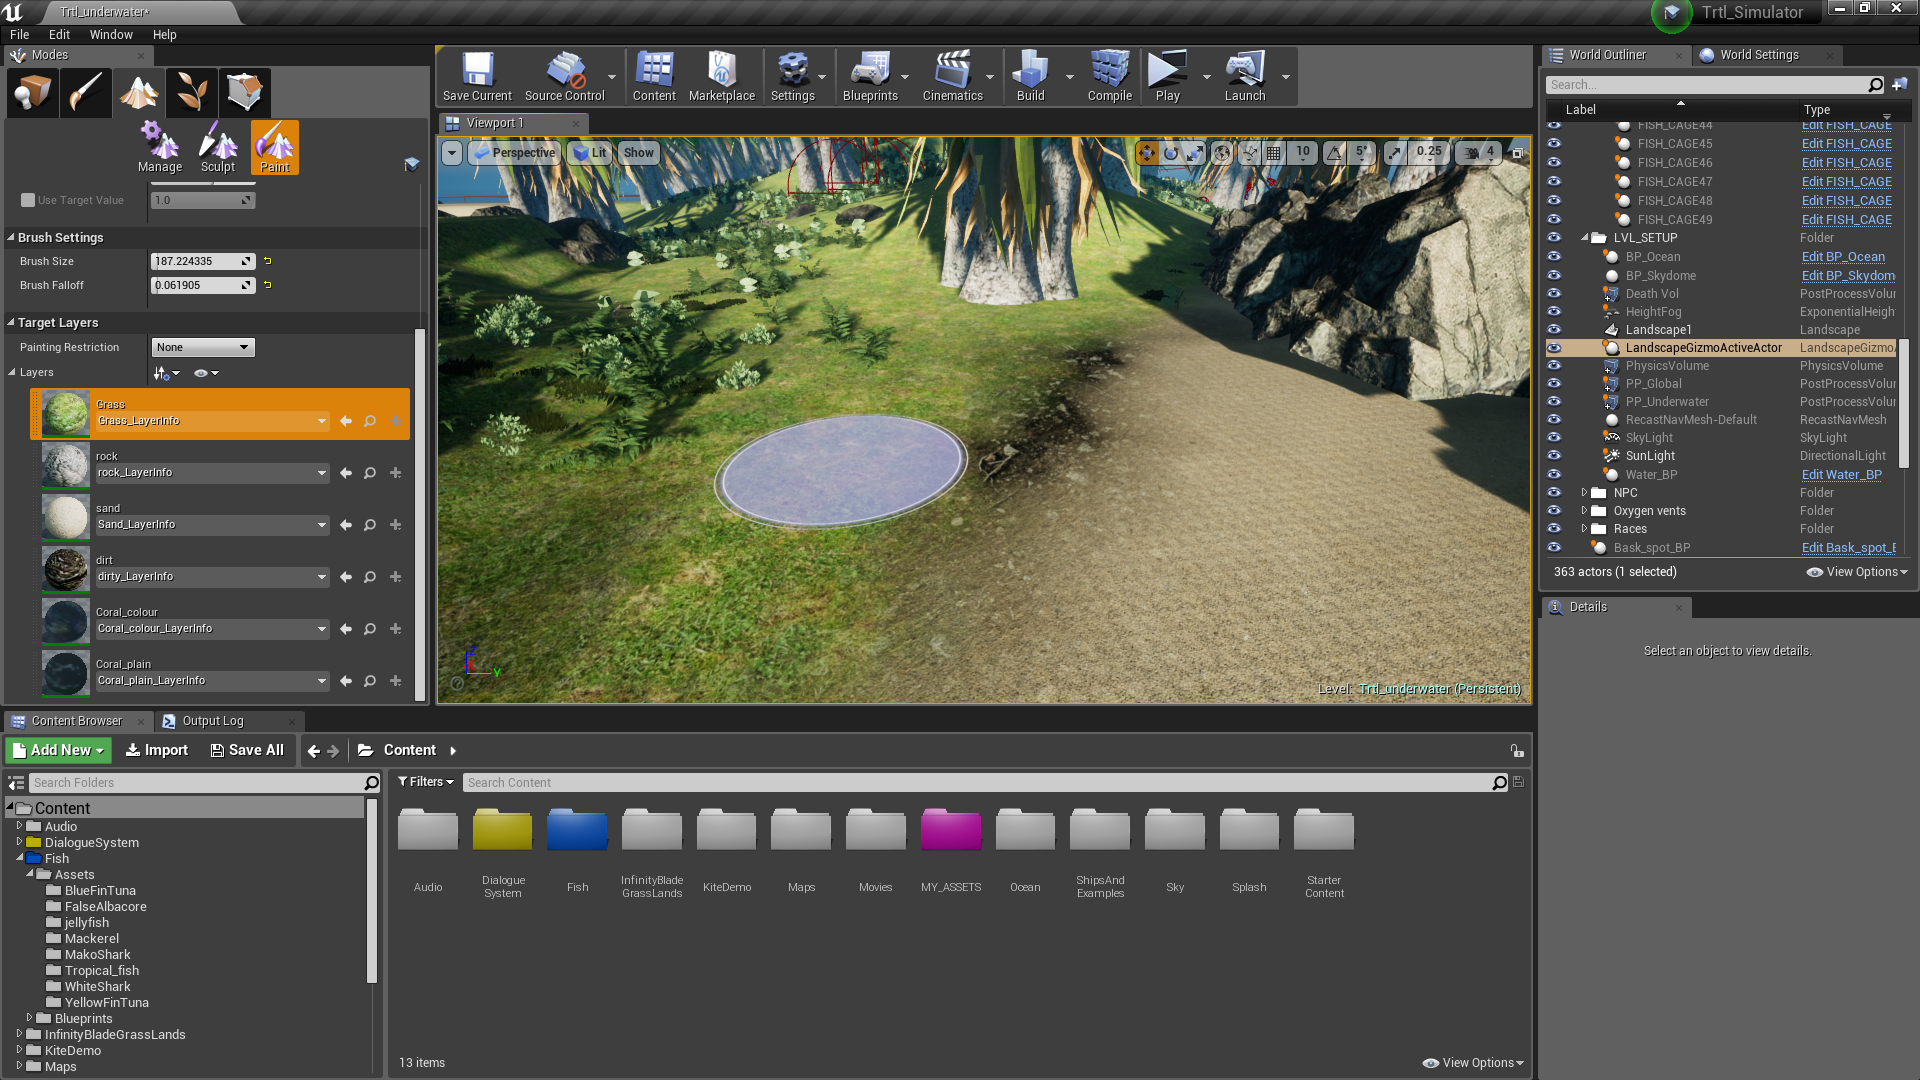 Trtl_underwater*
Trtl_Simulator
File Edit Window Help
Modes
Manage Sculpt Paint
Use Target Value 1.0
Brush Settings
Brush Size 187.224335
Brush Falloff 0.061905
Target Layers
Painting Restriction None
Layers
Grass
Grass_LayerInfo
rock
rock_LayerInfo
sand
Sand_LayerInfo
dirt
dirty_LayerInfo
Coral_colour
Coral_colour_LayerInfo
Coral_plain
Coral_plain_LayerInfo
Save Current Source Control Content Marketplace Settings Blueprints Cinematics Build Compile Play Launch
Viewport 1
Perspective Lit Show 10 5° 0.25 4
Level: Trtl_underwater (Persistent)
World Outliner World Settings
Search...
Label Type
FISH_CAGE44 Edit FISH_CAGE
FISH_CAGE45 Edit FISH_CAGE
FISH_CAGE46 Edit FISH_CAGE
FISH_CAGE47 Edit FISH_CAGE
FISH_CAGE48 Edit FISH_CAGE
FISH_CAGE49 Edit FISH_CAGE
LVL_SETUP Folder
BP_Ocean Edit BP_Ocean
BP_Skydome Edit BP_Skydom
Death Vol PostProcessVolur
HeightFog ExponentialHeigh
Landscape1 Landscape
LandscapeGizmoActiveActor LandscapeGizmo
PhysicsVolume PhysicsVolume
PP_Global PostProcessVolur
PP_Underwater PostProcessVolur
RecastNavMesh-Default RecastNavMesh
SkyLight SkyLight
SunLight DirectionalLight
Water_BP Edit Water_BP
NPC Folder
Oxygen vents Folder
Races Folder
Bask_spot_BP Edit Bask_spot_E
363 actors (1 selected) View Options
Details
Select an object to view details.
Content Browser Output Log
Add New Import Save All Content
Search Folders
Content
Audio
DialogueSystem
Fish
Assets
BlueFinTuna
FalseAlbacore
jellyfish
Mackerel
MakoShark
Tropical_fish
WhiteShark
YellowFinTuna
Blueprints
InfinityBladeGrassLands
KiteDemo
Maps
Filters Search Content
Audio
Dialogue
System
Fish
InfinityBlade
GrassLands
KiteDemo
Maps
Movies
MY_ASSETS
Ocean
ShipsAnd
Examples
Sky
Splash
Starter
Content
13 items View Options